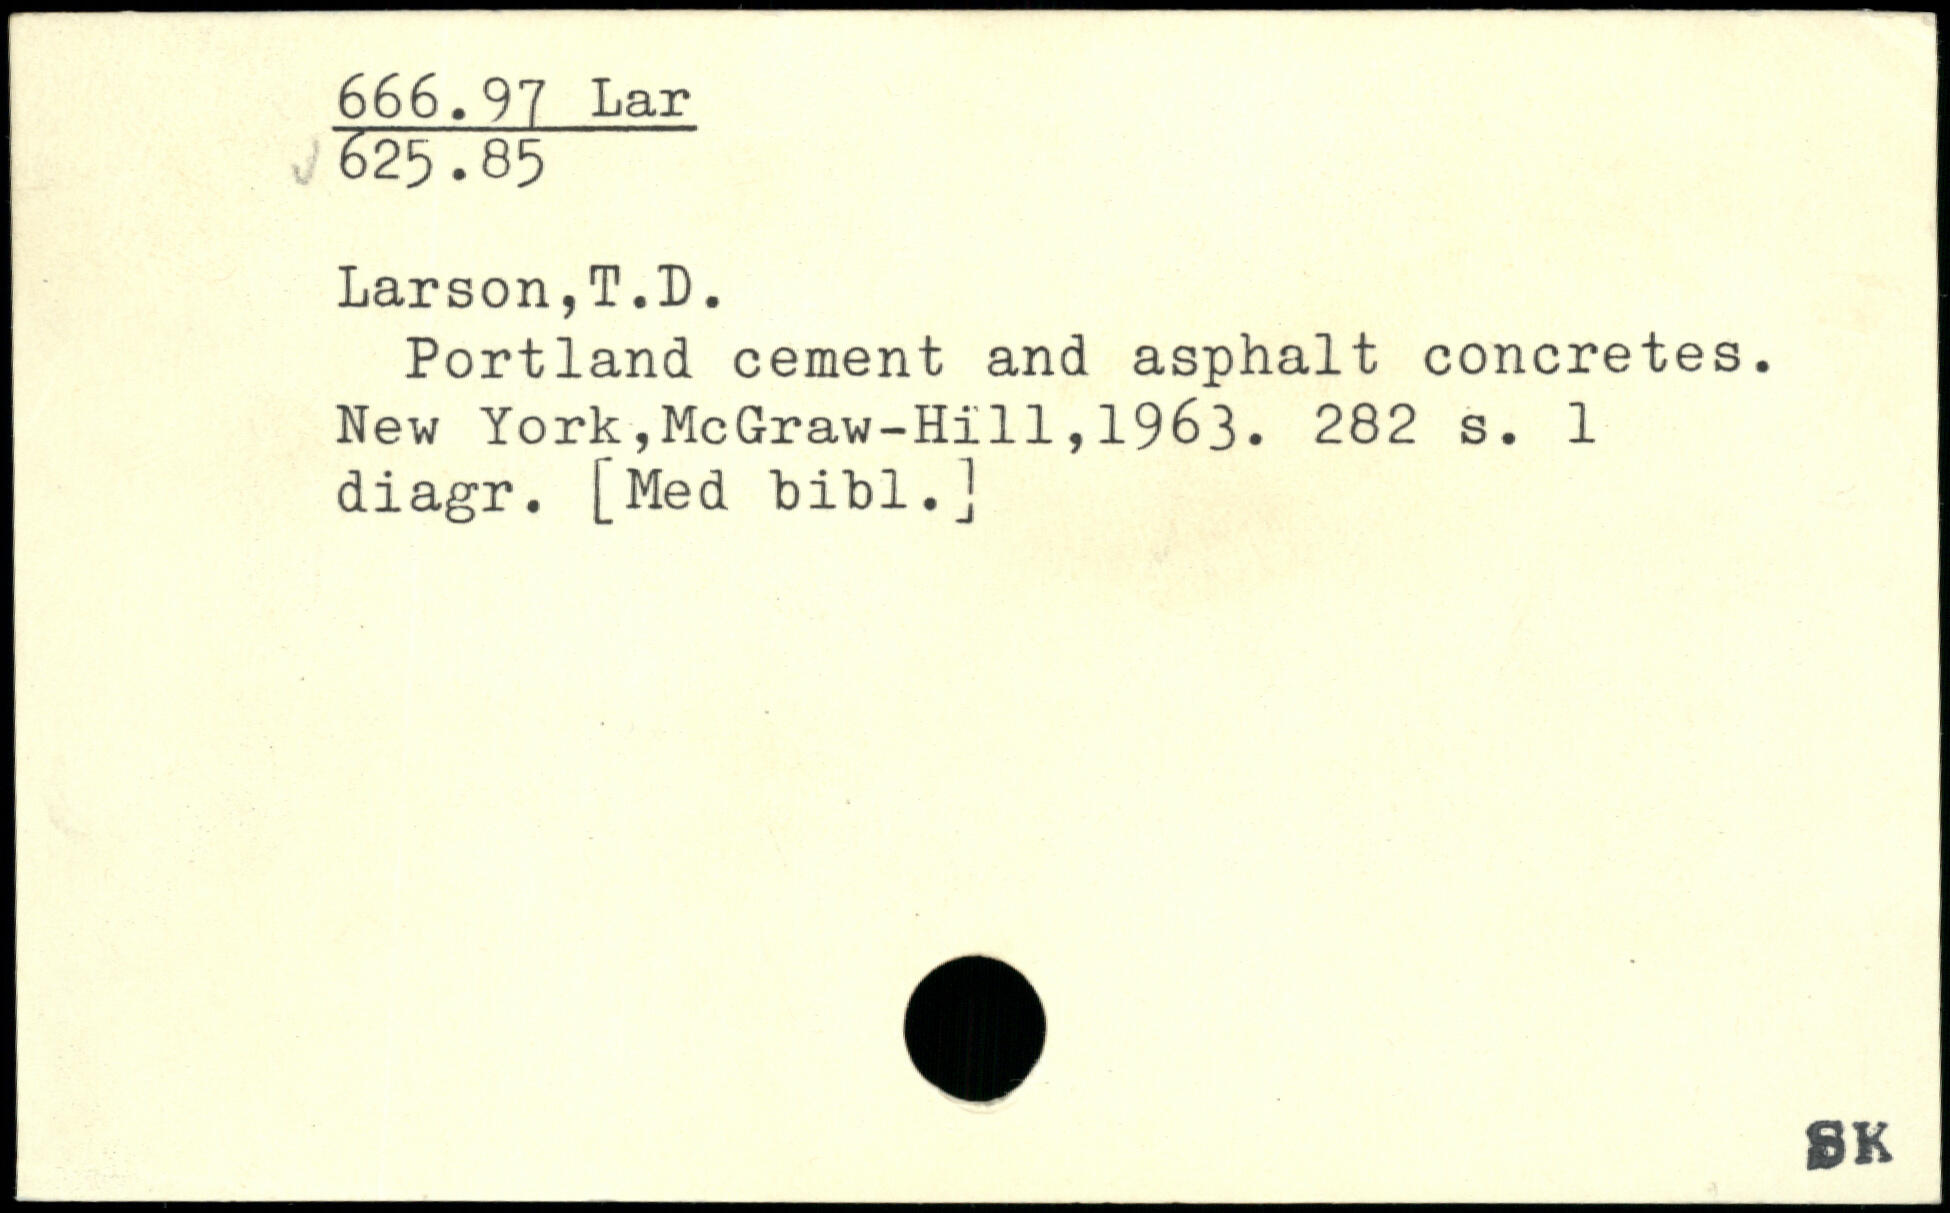 666.97 Lar
625.85
Larson,T.D.
Portland cement and asphalt concretes.
New York,McGraw-Hill,1963. 282 s. 1
diagr. [Med bibl.]
SK